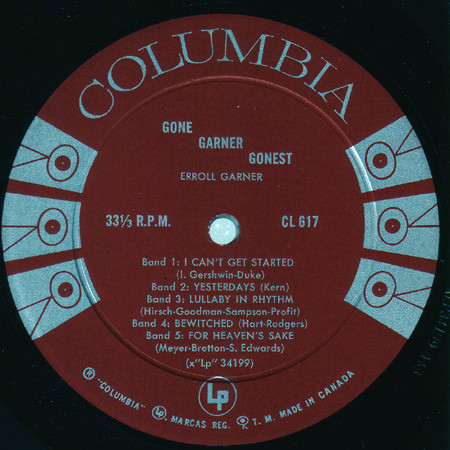 COLUMBIA
GONE
GARNER
GONEST
ERROLL GARNER
33⅓ R.P.M.
CL 617
Band 1: I CAN'T GET STARTED
(I. Gershwin-Duke)
Band 2: YESTERDAYS (Kern)
Band 3: LULLABY IN RHYTHM
(Hirsch-Goodman-Sampson-Profit)
Band 4: BEWITCHED (Hart-Rodgers)
Band 5: FOR HEAVEN'S SAKE
(Meyer-Bretton-S. Edwards)
(x"Lp" 34199)
® "COLUMBIA", Lp, MARCAS REG. ® T. M. MADE IN CANADA
Lp